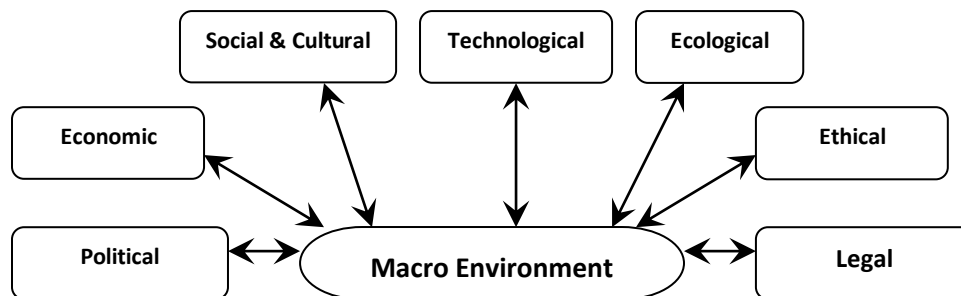 Social & Cultural
Technological
Ecological
Economic
Ethical
Political
Macro Environment
Legal